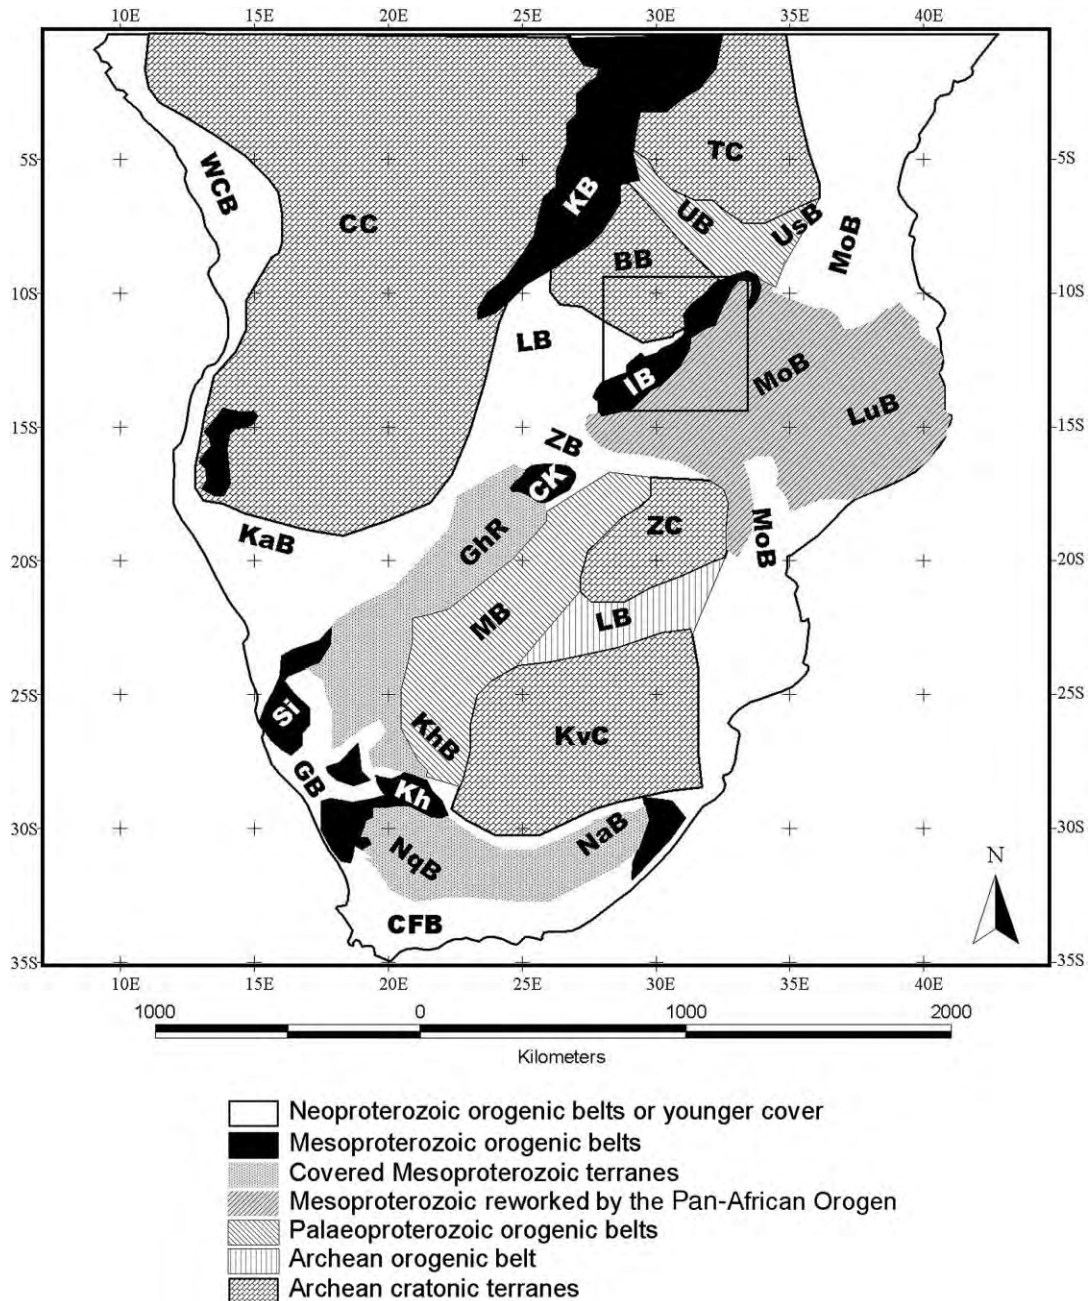 10E 15E 20E 25E 30E 35E 40E
WCB
5S
TC
5S
KB
CC
UB
UsB
MoB
BB
10S
10S
LB
IB
MoB
LuB
15S
15S
ZB
CK
GhR
ZC
MoB
KaB
20S
20S
MB
LB
Si
25S
25S
KhB
KvC
GB
Kh
30S
30S
NaB
NqB
N
CFB
35S
35S
10E 15E 20E 25E 30E 35E 40E
1000 0 1000 2000
Kilometers
Neoproterozoic orogenic belts or younger cover
Mesoproterozoic orogenic belts
Covered Mesoproterozoic terranes
Mesoproterozoic reworked by the Pan-African Orogen
Palaeoproterozoic orogenic belts
Archean orogenic belt
Archean cratonic terranes